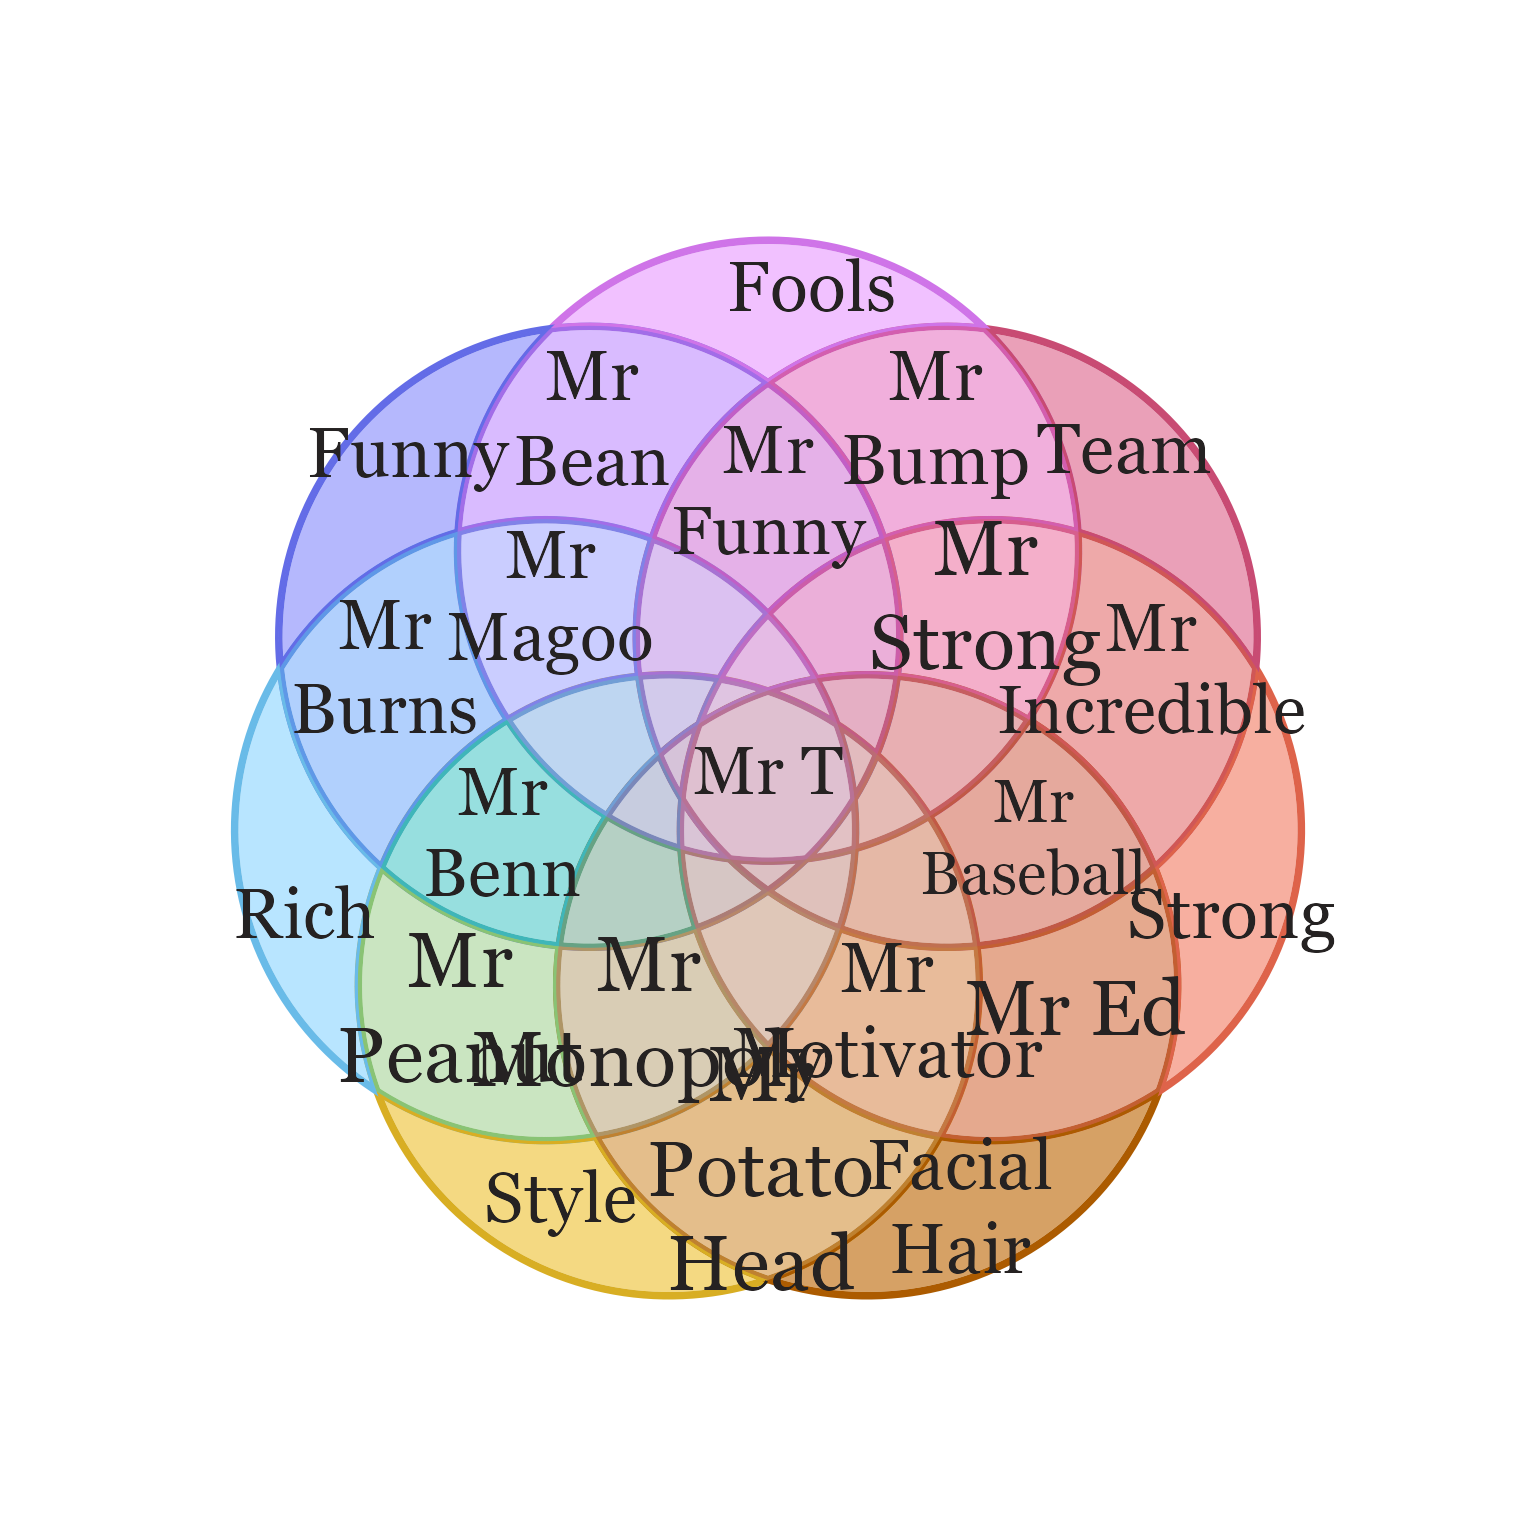 Fools
Mr
Bean
Mr
Bump
Funny
Mr
Funny
Team
Mr
Magoo
Mr
Strong
Mr
Burns
Mr
Incredible
Mr T
Mr
Benn
Mr
Baseball
Rich
Strong
Mr
Peanut
Mr
Monopoly
Mr
Motivator
Mr Ed
Mr
Potato
Head
Style
Facial
Hair